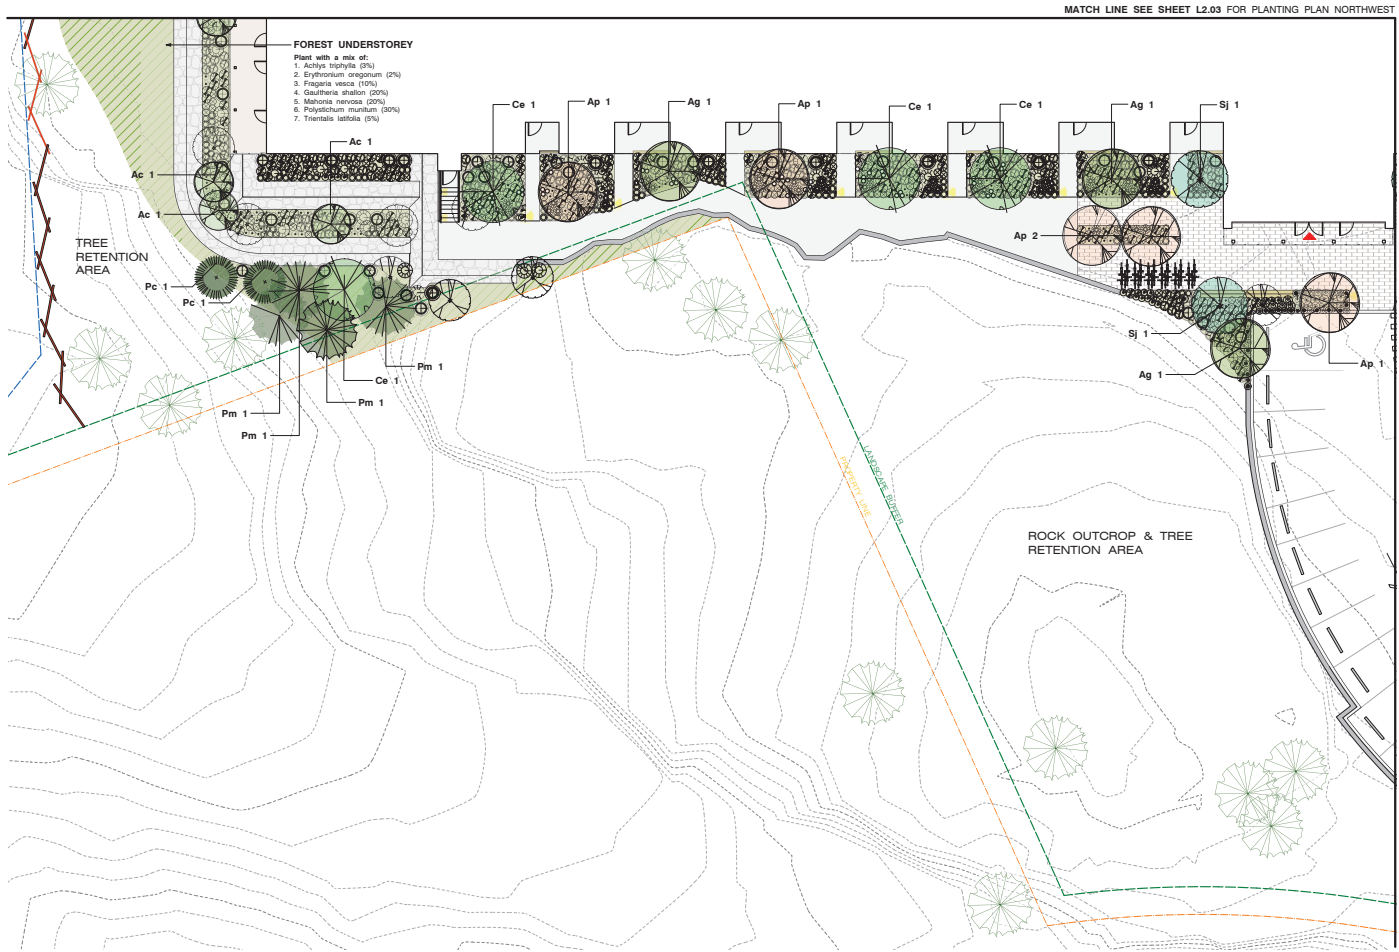 MATCH LINE SEE SHEET L2.03 FOR PLANTING PLAN NORTHWEST
FOREST UNDERSTOREY
Plant with a mix of:
1. Achlys triphylla (3%)
2. Erythronium oregonum (2%)
3. Fragaria vesca (10%)
4. Gaultheria shallon (20%)
5. Mahonia nervosa (20%)
6. Polystichum munitum (30%)
7. Trientalis latifolia (5%)
Ce 1
Ap 1
Ag 1
Ap 1
Ce 1
Ce 1
Ag 1
Sj 1
Ac 1
Ac 1
Ac 1
Ap 2
TREE
RETENTION
AREA
Pc 1
Pc 1
Sj 1
Pm 1
Ce 1
Ag 1
Ap 1
Pm 1
Pm 1
Pm 1
PROPERTY LINE
LANDSCAPE BUFFER
ROCK OUTCROP & TREE
RETENTION AREA